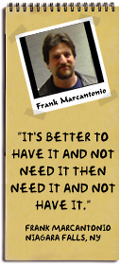 Frank Marcantonio
"IT'S BETTER TO
HAVE IT AND NOT
NEED IT THEN
NEED IT AND NOT
HAVE IT."
FRANK MARCANTONIO
NIAGARA FALLS, NY